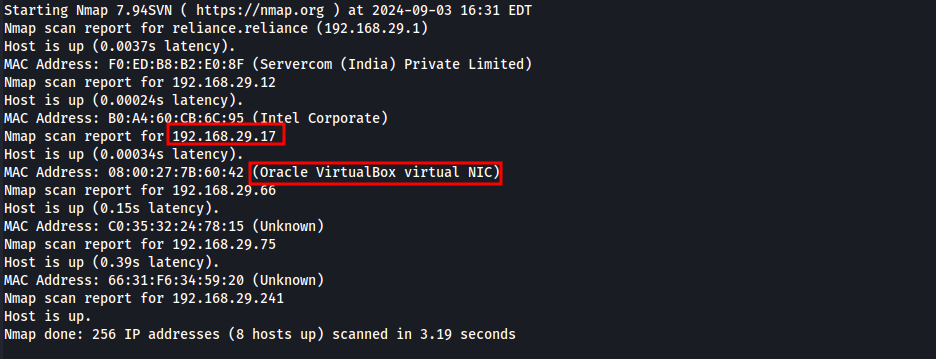 Starting Nmap 7.94SVN ( https://nmap.org ) at 2024-09-03 16:31 EDT
Nmap scan report for reliance.reliance (192.168.29.1)
Host is up (0.0037s latency).
MAC Address: F0:ED:B8:B2:E0:8F (Servercom (India) Private Limited)
Nmap scan report for 192.168.29.12
Host is up (0.00024s latency).
MAC Address: B0:A4:60:CB:6C:95 (Intel Corporate)
Nmap scan report for 192.168.29.17
Host is up (0.00034s latency).
MAC Address: 08:00:27:7B:60:42 (Oracle VirtualBox virtual NIC)
Nmap scan report for 192.168.29.66
Host is up (0.15s latency).
MAC Address: C0:35:32:24:78:15 (Unknown)
Nmap scan report for 192.168.29.75
Host is up (0.39s latency).
MAC Address: 66:31:F6:34:59:20 (Unknown)
Nmap scan report for 192.168.29.241
Host is up.
Nmap done: 256 IP addresses (8 hosts up) scanned in 3.19 seconds